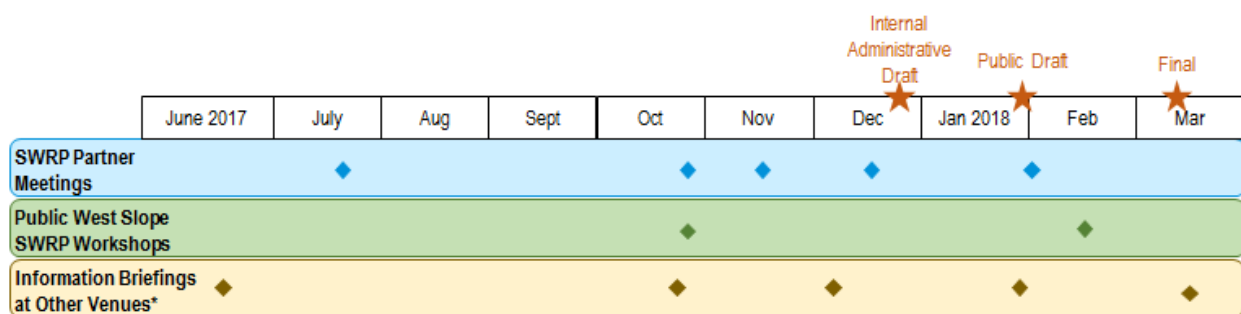 Internal
Administrative
Draft
Public Draft
Final
June 2017 July Aug Sept Oct Nov Dec Jan 2018 Feb Mar
SWRP Partner
Meetings
Public West Slope
SWRP Workshops
Information Briefings
at Other Venues*